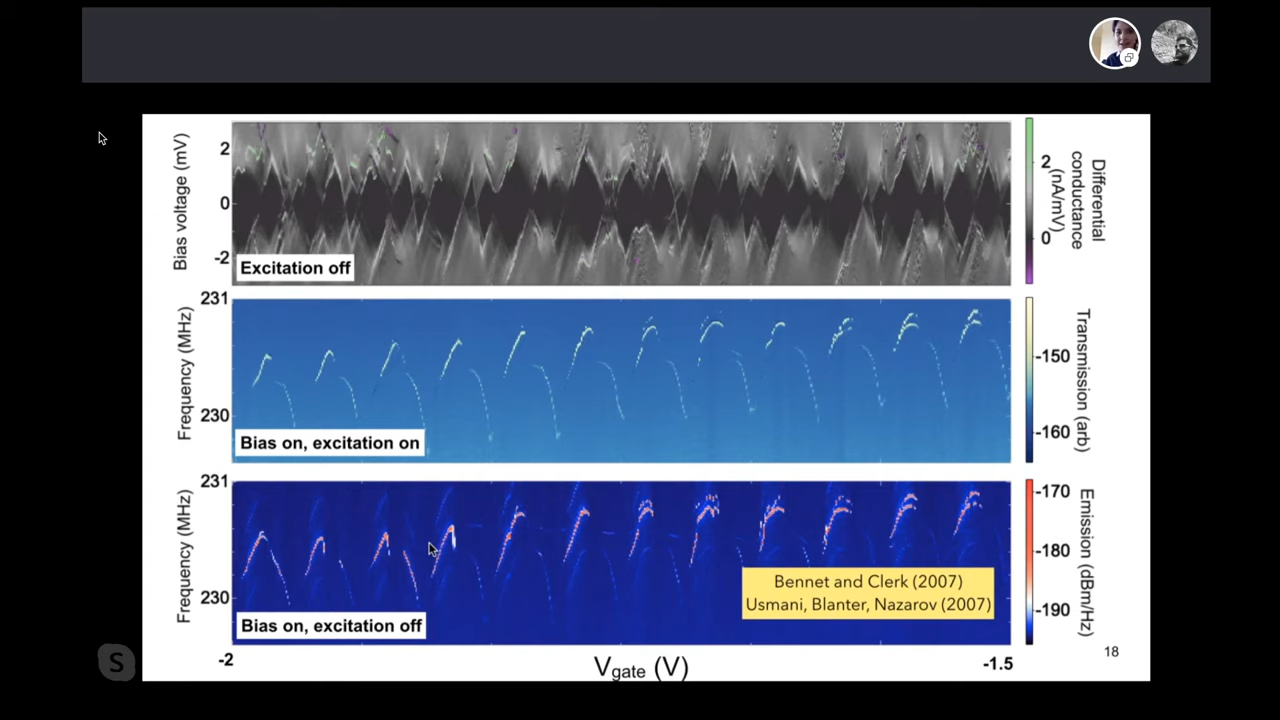 2
0
-2
Bias voltage (mV)
Excitation off
2
0
Differential
conductance
(nA/mV)
231
230
Frequency (MHz)
Bias on, excitation on
-150
-160
Transmission (arb)
231
230
Frequency (MHz)
Bias on, excitation off
Bennet and Clerk (2007)
Usmani, Blanter, Nazarov (2007)
-170
-180
-190
Emission (dBm/Hz)
18
-2
Vgate (V)
-1.5
S